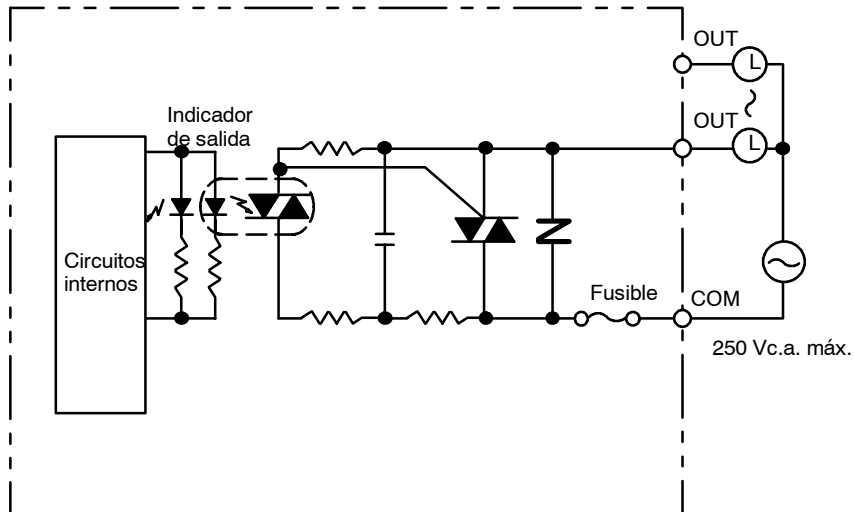 OUT
L
Indicador
de salida
OUT
L
Circuitos
internos
Fusible
COM
250 Vc.a. máx.